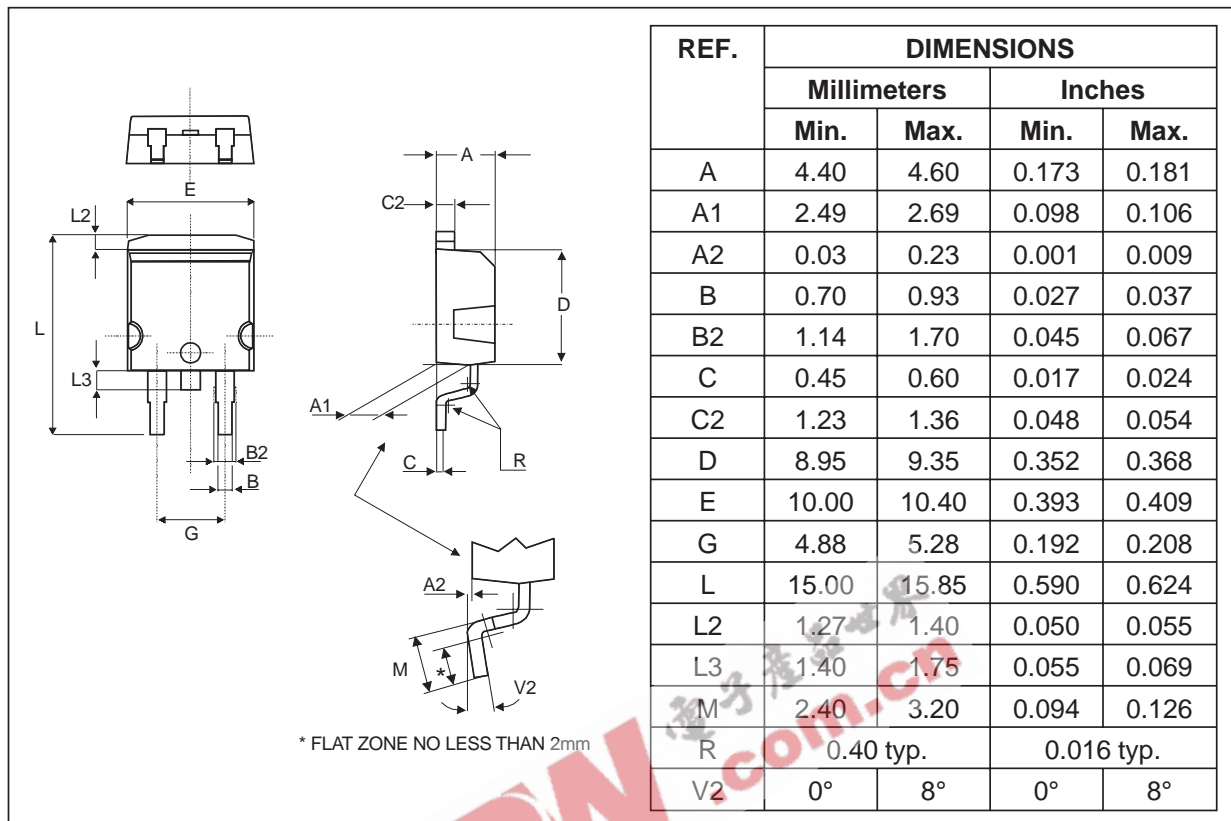 E
L2
L
L3
B2
B
G
A
C2
D
A1
C
R
A2
M
*
V2
* FLAT ZONE NO LESS THAN 2mm
REF. DIMENSIONS
Millimeters Inches
Min. Max. Min. Max.
A 4.40 4.60 0.173 0.181
A1 2.49 2.69 0.098 0.106
A2 0.03 0.23 0.001 0.009
B 0.70 0.93 0.027 0.037
B2 1.14 1.70 0.045 0.067
C 0.45 0.60 0.017 0.024
C2 1.23 1.36 0.048 0.054
D 8.95 9.35 0.352 0.368
E 10.00 10.40 0.393 0.409
G 4.88 5.28 0.192 0.208
L 15.00 15.85 0.590 0.624
L2 1.27 1.40 0.050 0.055
L3 1.40 1.75 0.055 0.069
M 2.40 3.20 0.094 0.126
R 0.40 typ. 0.016 typ.
V2 0° 8° 0° 8°
電子產品世界
.com.cn